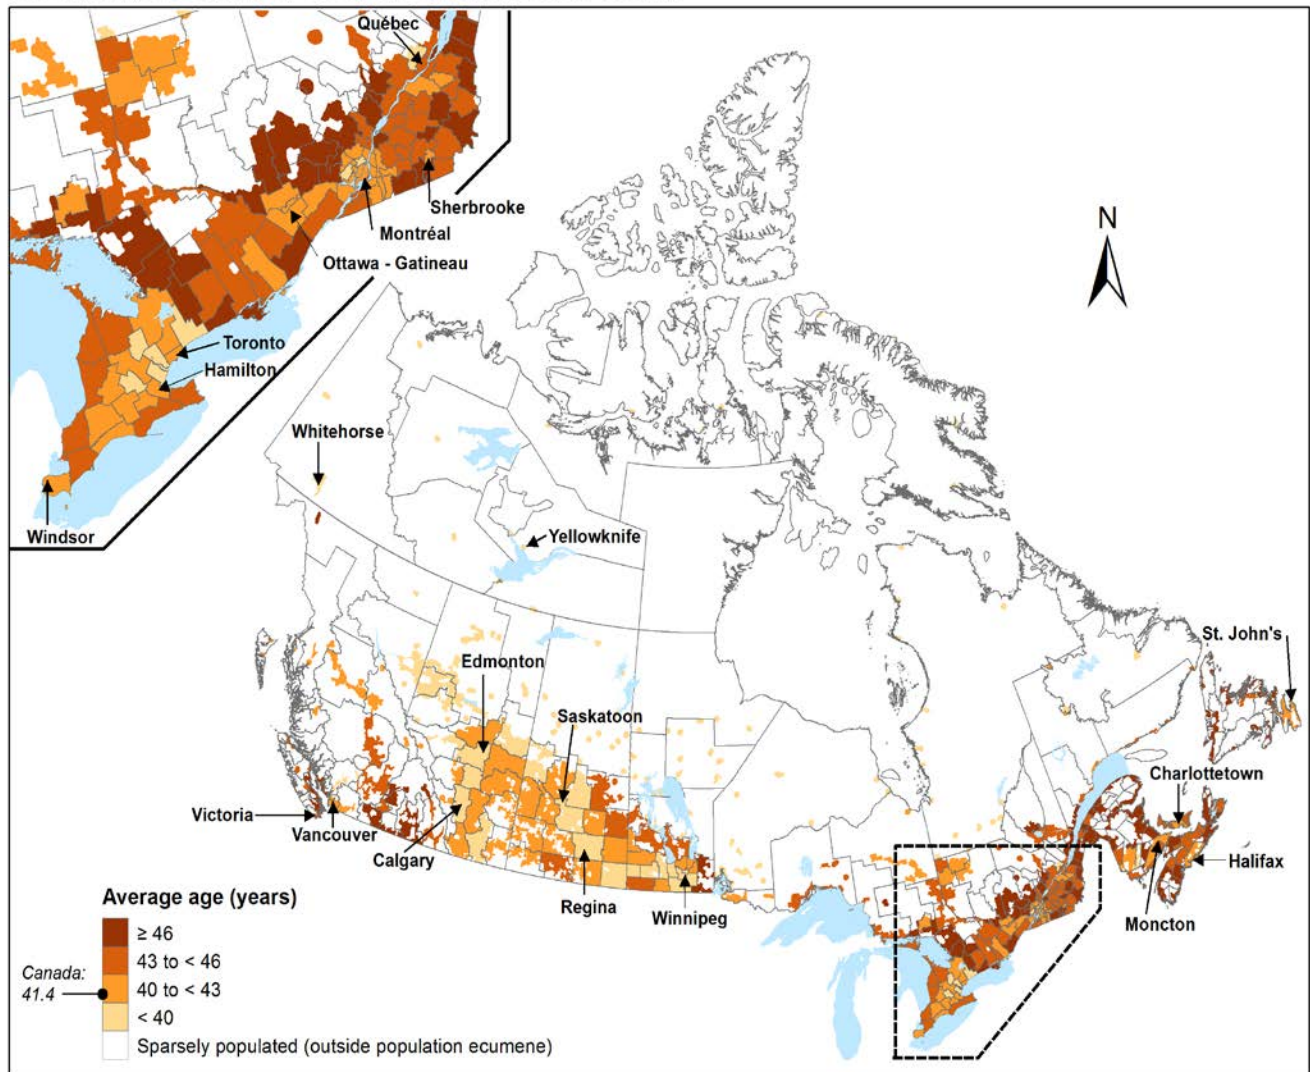 Québec
Sherbrooke
Montréal
Ottawa - Gatineau
Toronto
Hamilton
Windsor
N
Whitehorse
Yellowknife
St. John's
Edmonton
Saskatoon
Charlottetown
Victoria
Vancouver
Calgary
Halifax
Regina
Winnipeg
Moncton
Average age (years)
≥ 46
43 to < 46
Canada:
41.4
40 to < 43
< 40
Sparsely populated (outside population ecumene)